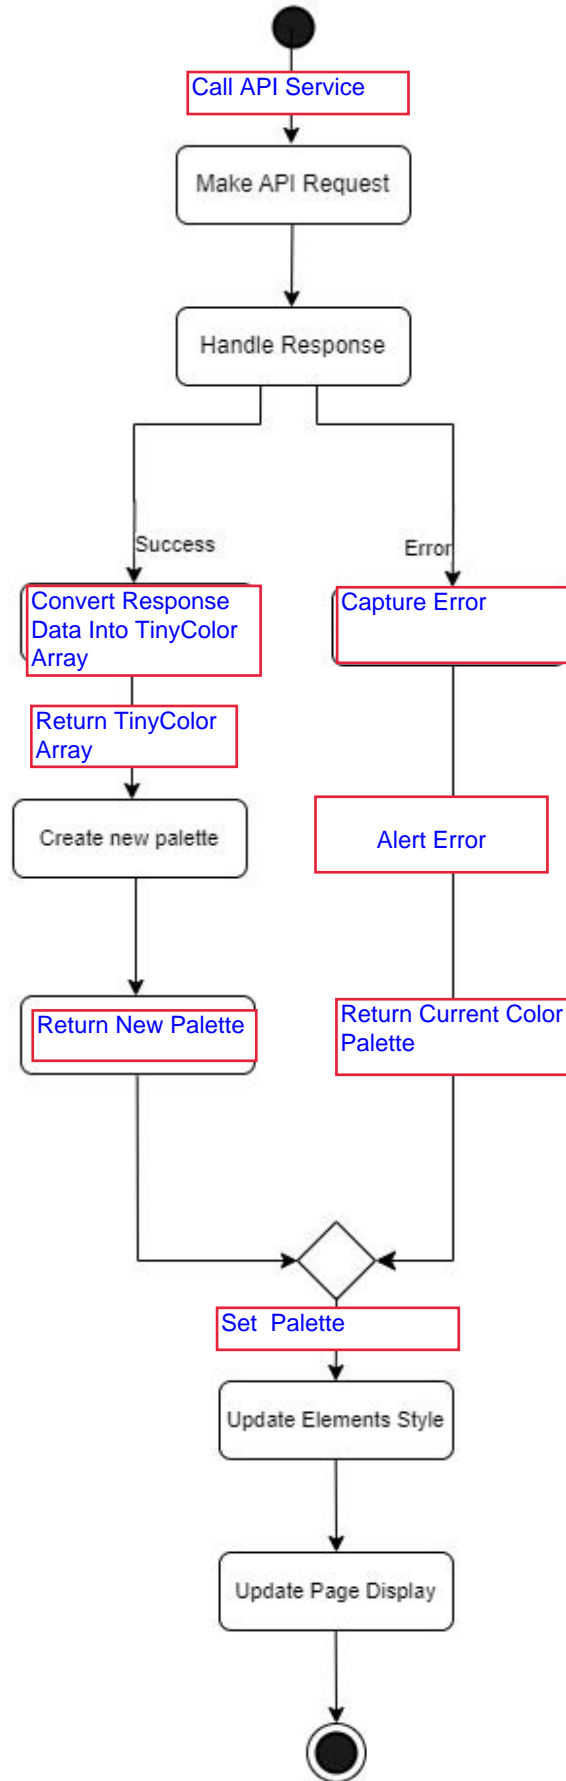 Call API Service
Make API Request
Handle Response
Success
Error
Convert Response
Data Into TinyColor
Array
Capture Error
Return TinyColor
Array
Create new palette
Alert Error
Return New Palette
Return Current Color
Palette
Set  Palette
Update Elements Style
Update Page Display